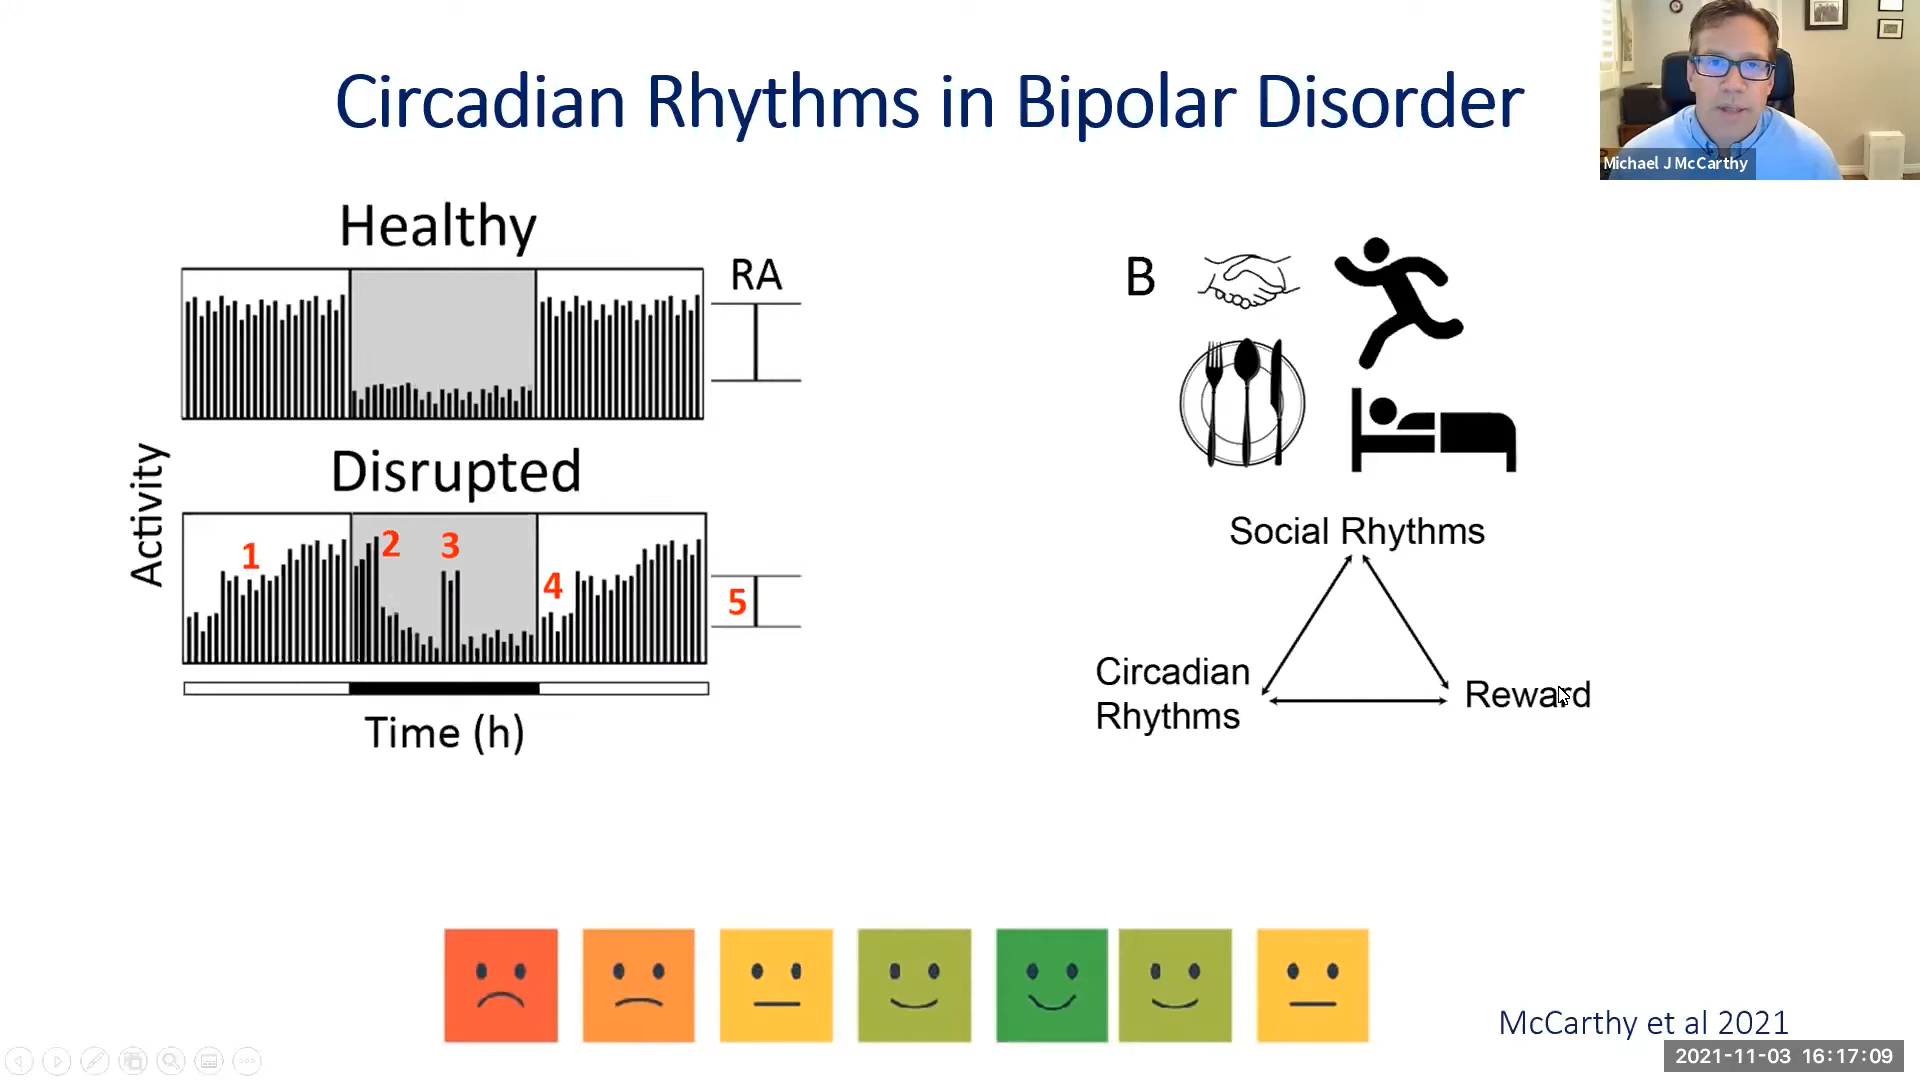 Circadian Rhythms in Bipolar Disorder
Michael J McCarthy
Healthy
RA
Activity
Disrupted
1
2
3
4
5
Time (h)
B
Social Rhythms
Circadian
Rhythms
Reward
McCarthy et al 2021
2021-11-03 16:17:09